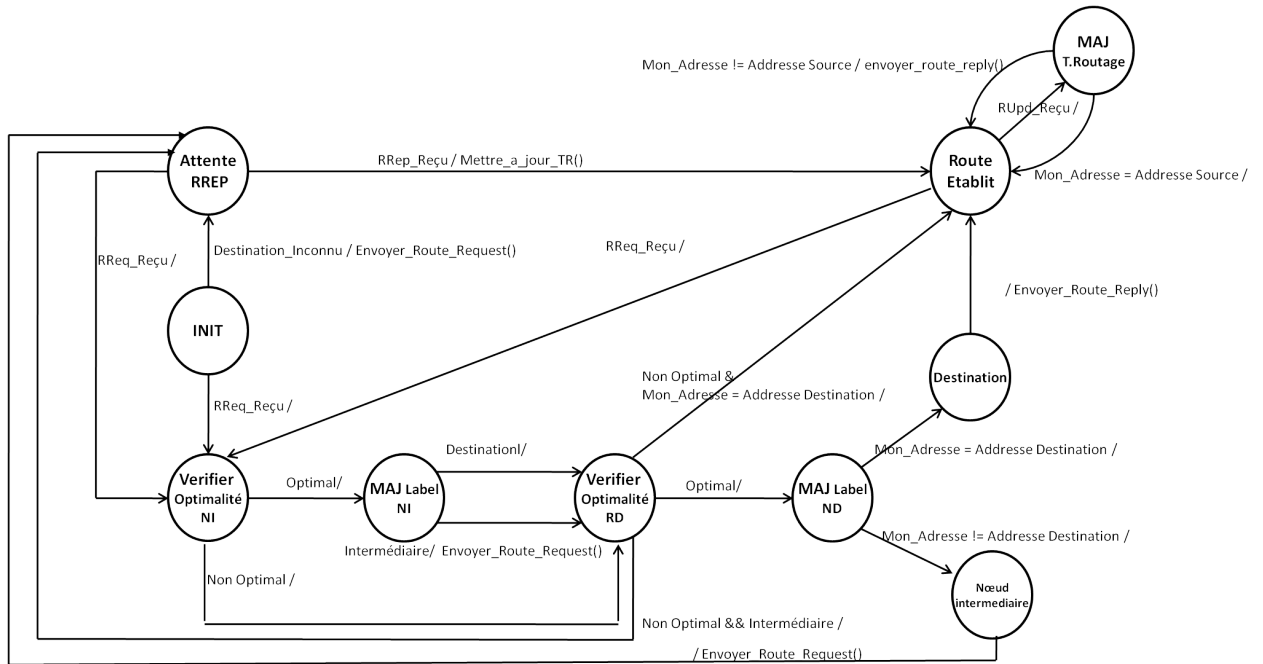 MAJ
T.Routage
Mon_Adresse != Addresse Source / envoyer_route_reply()
RUpd_Reçu /
Attente
RREP
RRep_Reçu / Mettre_a_jour_TR()
Route
Etablit
Mon_Adresse = Addresse Source /
RReq_Reçu /
Destination_Inconnu / Envoyer_Route_Request()
RReq_Reçu /
/ Envoyer_Route_Reply()
INIT
Non Optimal &
Mon_Adresse = Addresse Destination /
Destination
RReq_Reçu /
Destinationl/
Mon_Adresse = Addresse Destination /
Verifier
Optimalité
NI
Optimal/
MAJ Label
NI
Verifier
Optimalité
RD
Optimal/
MAJ Label
ND
Mon_Adresse != Addresse Destination /
Intermédiaire/ Envoyer_Route_Request()
Non Optimal /
Nœud
intermediaire
Non Optimal && Intermédiaire /
/ Envoyer_Route_Request()